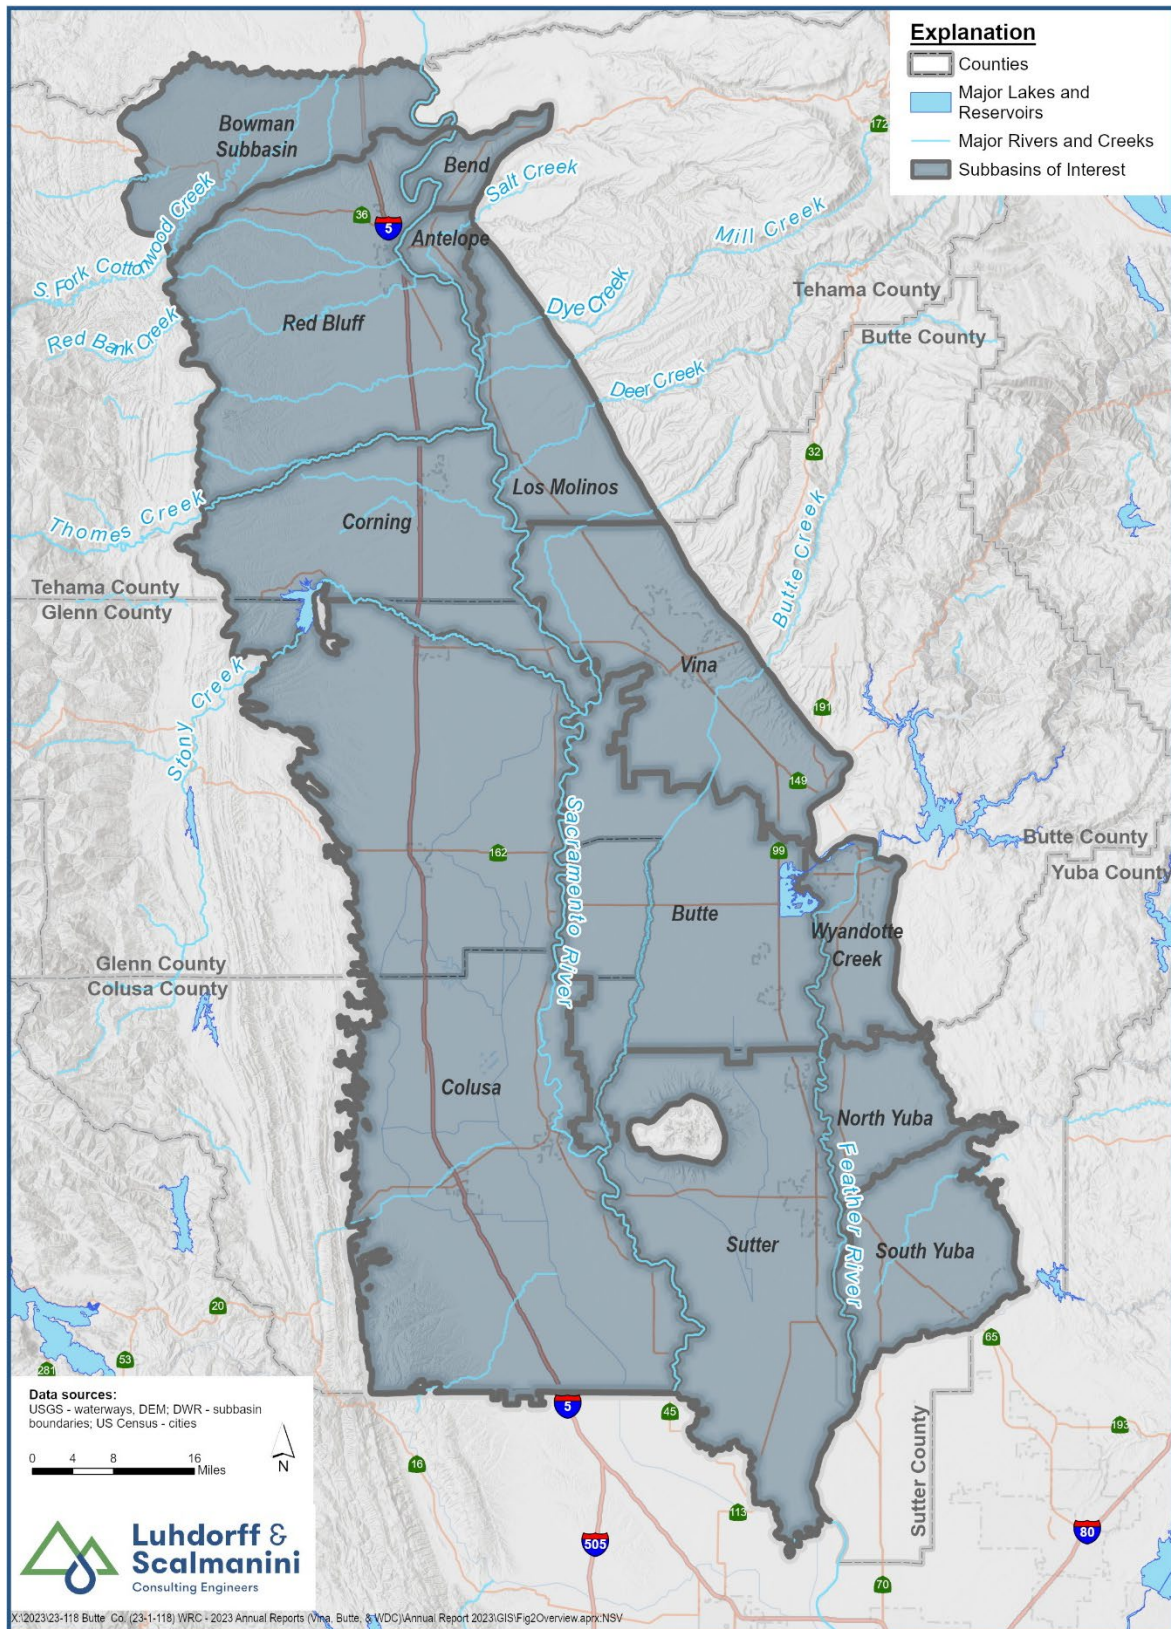 Explanation
Counties
Major Lakes and
Reservoirs
Major Rivers and Creeks
Subbasins of Interest
172
Bowman
Subbasin
Bend
Salt Creek
36
5
Antelope
S. Fork Cottonwood Creek
Mill Creek
Tehama County
Butte County
Dye Creek
Red Bluff
Red Bank Creek
Deer Creek
32
Los Molinos
Thomes Creek
Corning
Butte Creek
Tehama County
Glenn County
Vina
Stony Creek
191
149
Sacramento River
162
99
Butte County
Yuba County
Butte
Wyandotte
Creek
Glenn County
Colusa County
Colusa
North Yuba
Feather River
Sutter
South Yuba
20
53
281
65
Data sources:
USGS - waterways, DEM; DWR - subbasin
boundaries; US Census - cities
0 4 8 16
Miles
N
5
45
193
16
Sutter County
113
505
80
70
Luhdorff &
Scalmanini
Consulting Engineers
X:\2023\23-118 Butte Co. (23-1-118) WRC - 2023 Annual Reports (Vina, Butte, & WDC)\Annual Report 2023\GIS\Fig2Overview.aprx:NSV